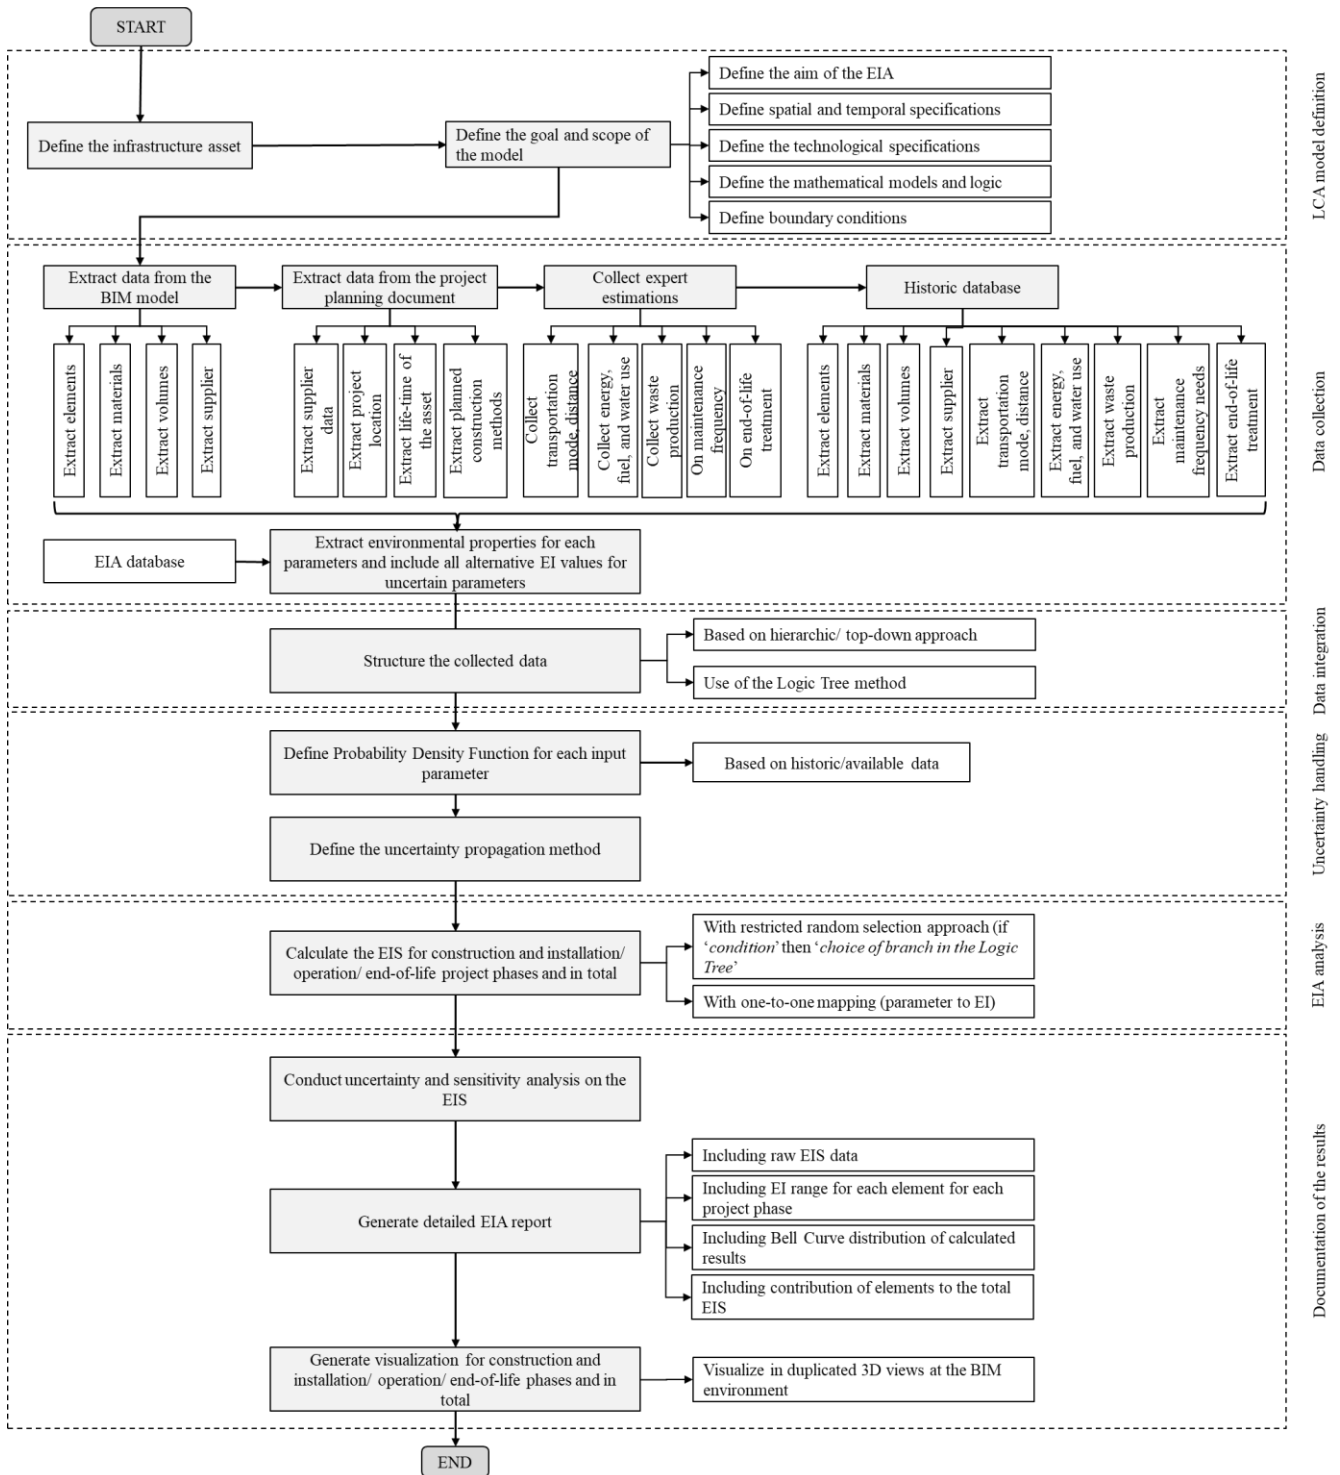 START
LCA model definition
Define the infrastructure asset
Define the goal and scope of
the model
Define the aim of the EIA
Define spatial and temporal specifications
Define the technological specifications
Define the mathematical models and logic
Define boundary conditions
Data collection
Extract data from the
BIM model
Extract data from the project
planning document
Collect expert
estimations
Historic database
Extract elements
Extract materials
Extract volumes
Extract supplier
Extract supplier
data
Extract project
location
Extract life-time of
the asset
Extract planned
construction
methods
Collect
transportation
mode, distance
Collect energy,
fuel, and water use
Collect waste
production
On maintenance
frequency
On end-of-life
treatment
Extract elements
Extract materials
Extract volumes
Extract supplier
Extract
transportation
mode, distance
Extract energy,
fuel, and water use
Extract waste
production
Extract
maintenance
frequency needs
Extract end-of-life
treatment
EIA database
Extract environmental properties for each
parameters and include all alternative EI values for
uncertain parameters
Data integration
Structure the collected data
Based on hierarchic/ top-down approach
Use of the Logic Tree method
Uncertainty handling
Define Probability Density Function for each input
parameter
Based on historic/available data
Define the uncertainty propagation method
EIA analysis
Calculate the EIS for construction and installation/
operation/ end-of-life project phases and in total
With restricted random selection approach (if
‘condition’ then ‘choice of branch in the Logic
Tree’
With one-to-one mapping (parameter to EI)
Documentation of the results
Conduct uncertainty and sensitivity analysis on the
EIS
Generate detailed EIA report
Including raw EIS data
Including EI range for each element for each
project phase
Including Bell Curve distribution of calculated
results
Including contribution of elements to the total
EIS
Generate visualization for construction and
installation/ operation/ end-of-life phases and in
total
Visualize in duplicated 3D views at the BIM
environment
END